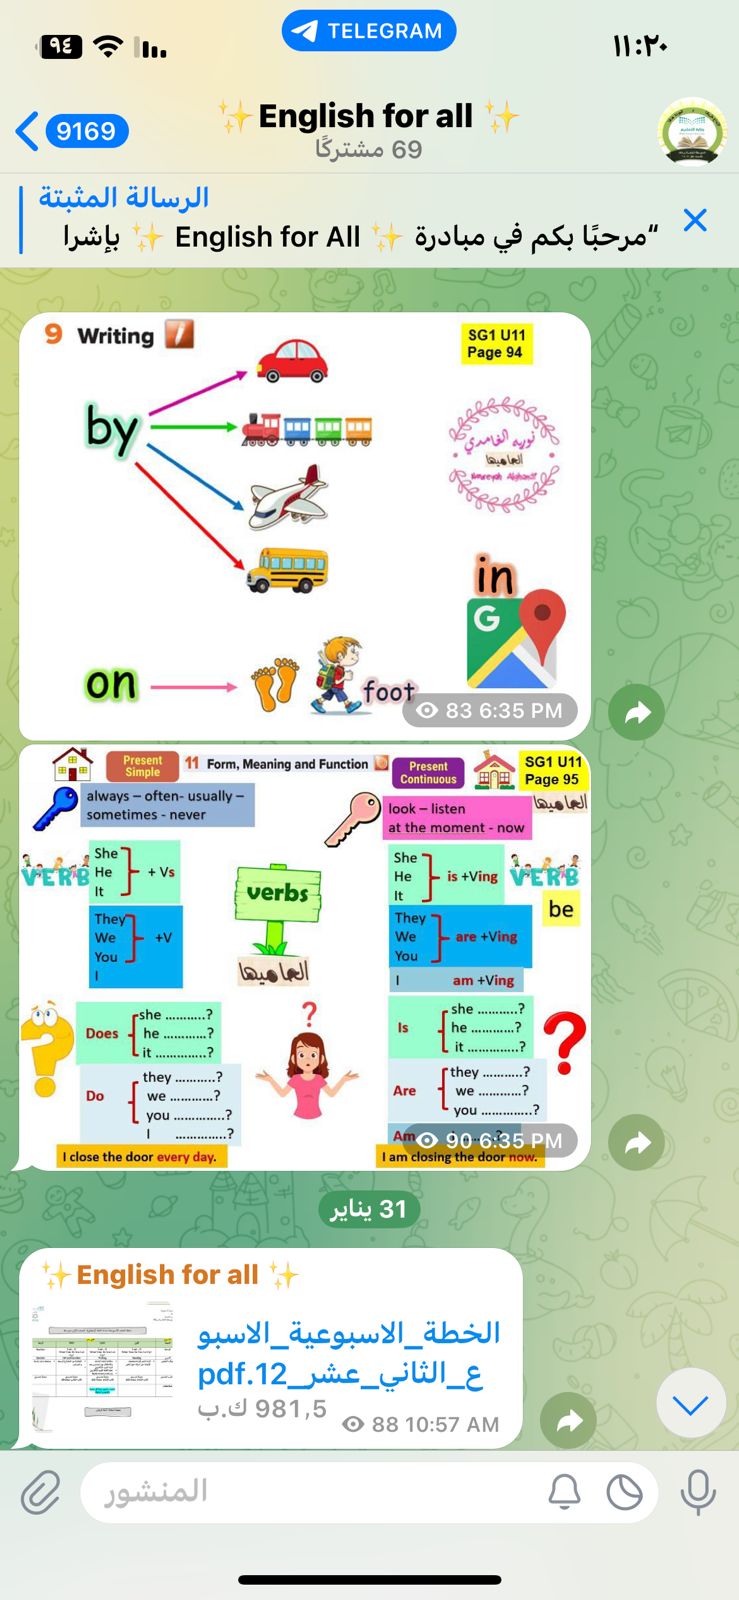 ٩٤
TELEGRAM
١١:٢٠
9169
✨ English for all ✨
69 مشتركًا
الرسالة المثبتة
“مرحبًا بكم في مبادرة ✨ English for All ✨ بإشرا
9 Writing
SG1 U11
Page 94
by
نوريه الغامدي
العاميها
Noureyah Alghamdi
in
G
on
foot
83 6:35 PM
Present Simple
11 Form, Meaning and Function
Present Continuous
SG1 U11
Page 95
always – often- usually –
sometimes - never
look – listen
at the moment - now
العاميها
VERB
She
He
It
+ Vs
They
We
You
I
+V
verbs
العاميها
She
He
It
is +Ving
VERB
be
They
We
You
are +Ving
I am +Ving
Does
she ...........?
he ............?
it .............?
Do
they ..........?
we ...........?
you ..............?
I ..............?
?
Is
she ..........?
he ............?
it ..............?
Are
they ..........?
we ...........?
you ..............?
Am
?
90 6:35 PM
I close the door every day.
I am closing the door now.
31 يناير
✨ English for all ✨
الخطة_الاسبوعية_الاسبو
ع_الثاني_عشر_12.pdf
981,5 ك.ب
88 10:57 AM
المنشور